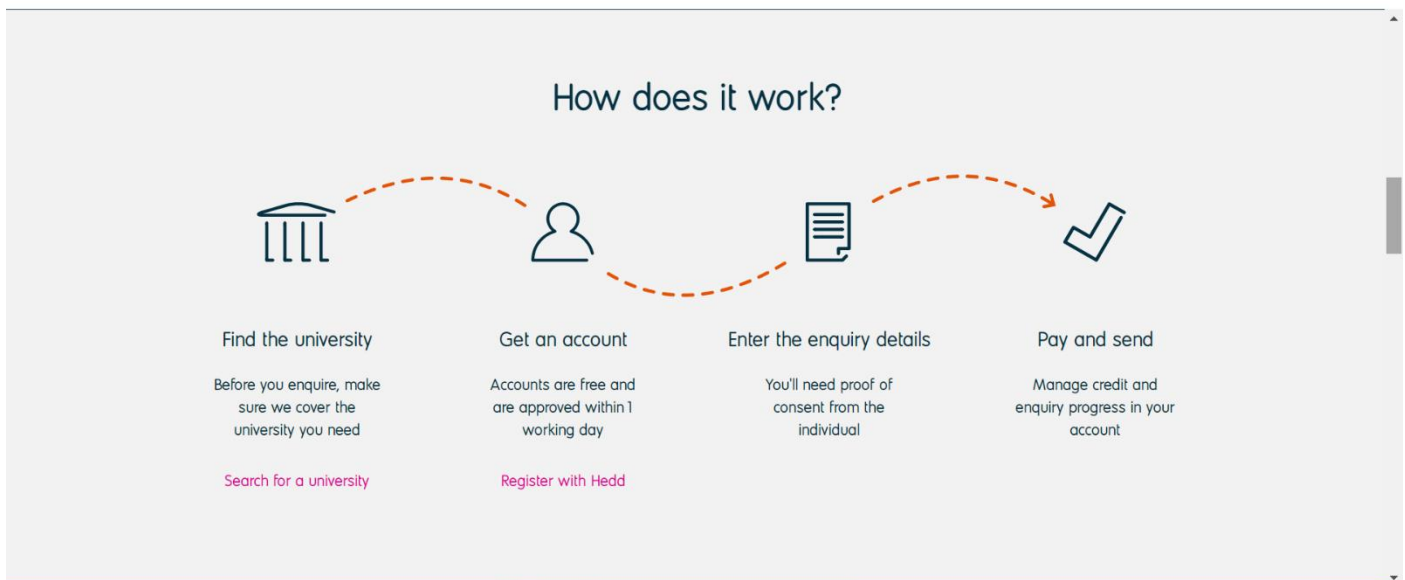 How does it work?
Find the university
Before you enquire, make
sure we cover the
university you need
Search for a university
Get an account
Accounts are free and
are approved within 1
working day
Register with Hedd
Enter the enquiry details
You'll need proof of
consent from the
individual
Pay and send
Manage credit and
enquiry progress in your
account